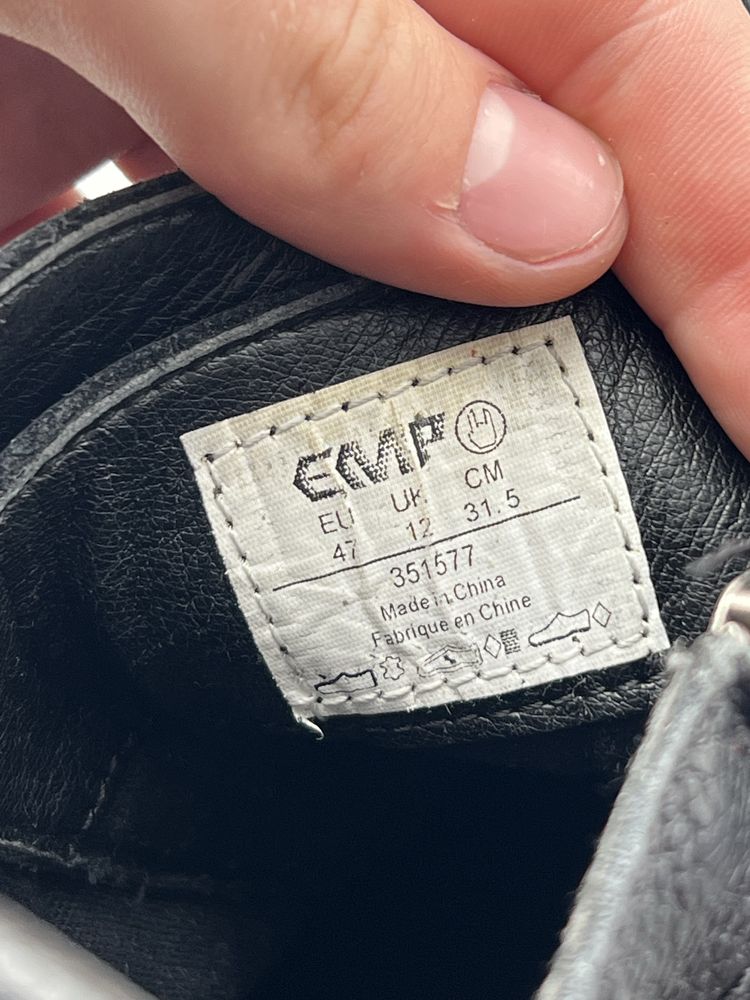 EMP
EU UK CM
47 12 31.5
351577
Made in China
Fabrique en Chine